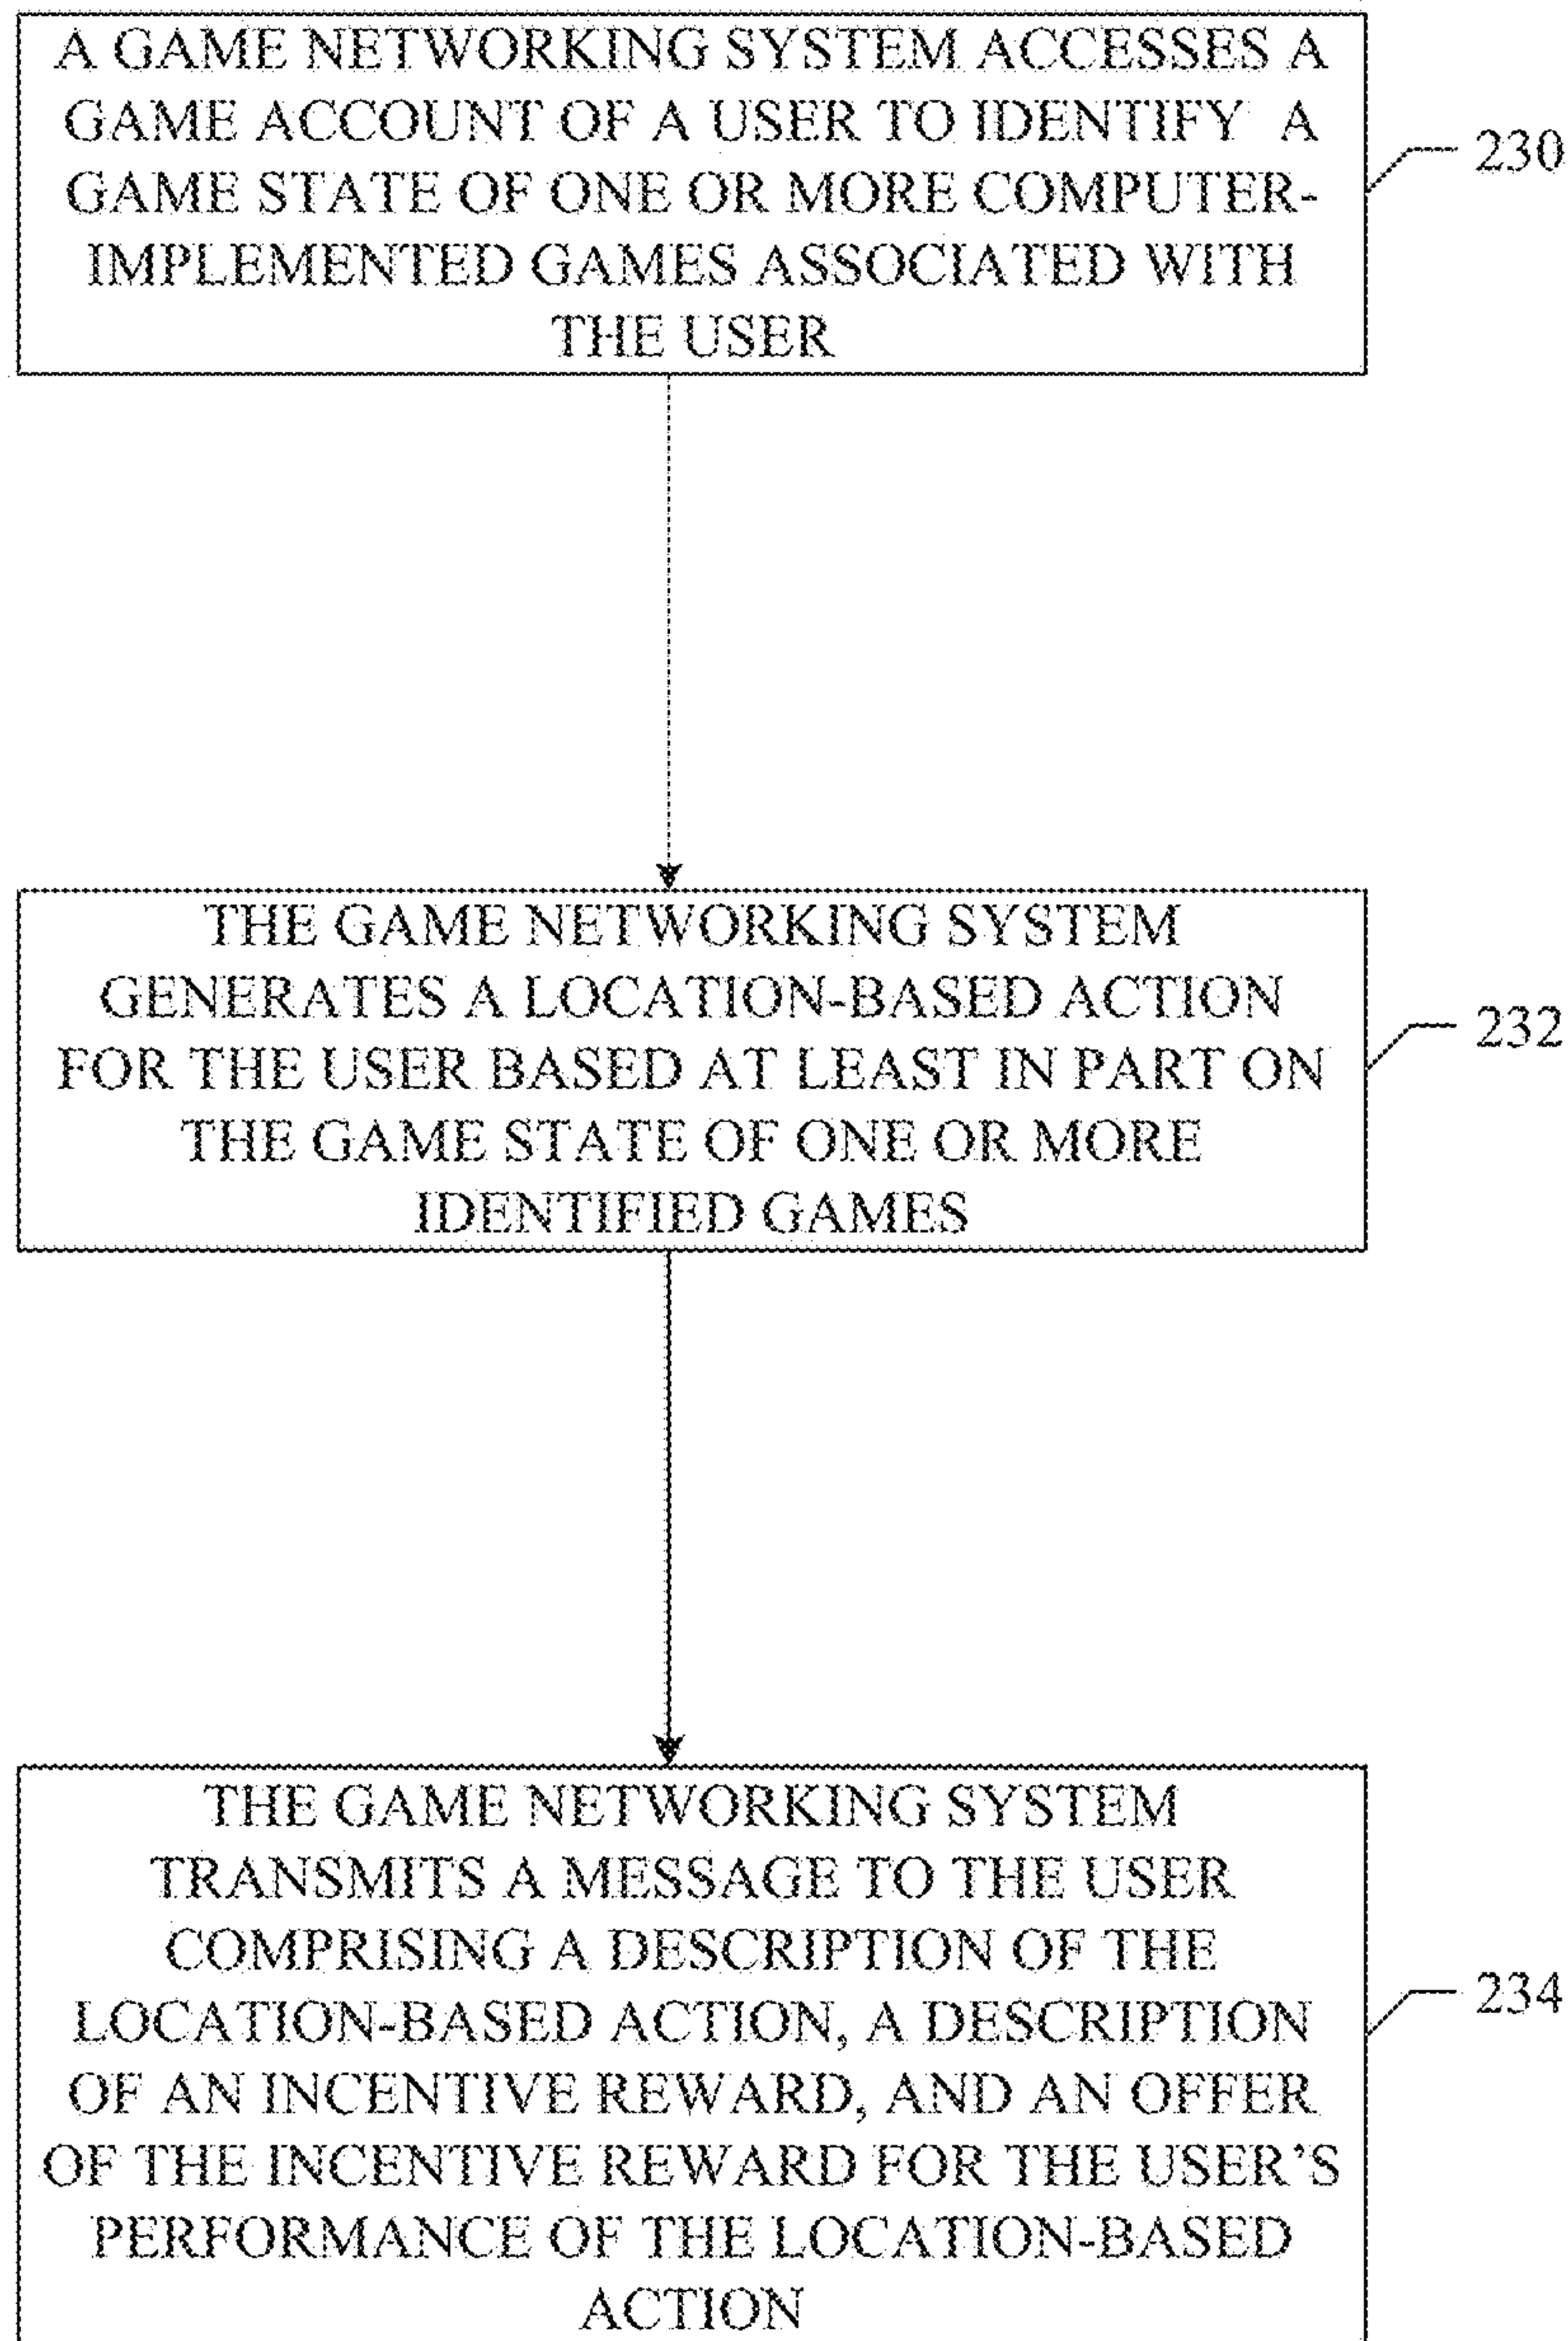 A GAME NETWORKING SYSTEM ACCESSES A
GAME ACCOUNT OF A USER TO IDENTIFY A
GAME STATE OF ONE OR MORE COMPUTER-
IMPLEMENTED GAMES ASSOCIATED WITH
THE USER
230
THE GAME NETWORKING SYSTEM
GENERATES A LOCATION-BASED ACTION
FOR THE USER BASED AT LEAST IN PART ON
THE GAME STATE OF ONE OR MORE
IDENTIFIED GAMES
232
THE GAME NETWORKING SYSTEM
TRANSMITS A MESSAGE TO THE USER
COMPRISING A DESCRIPTION OF THE
LOCATION-BASED ACTION, A DESCRIPTION
OF AN INCENTIVE REWARD, AND AN OFFER
OF THE INCENTIVE REWARD FOR THE USER'S
PERFORMANCE OF THE LOCATION-BASED
ACTION
234